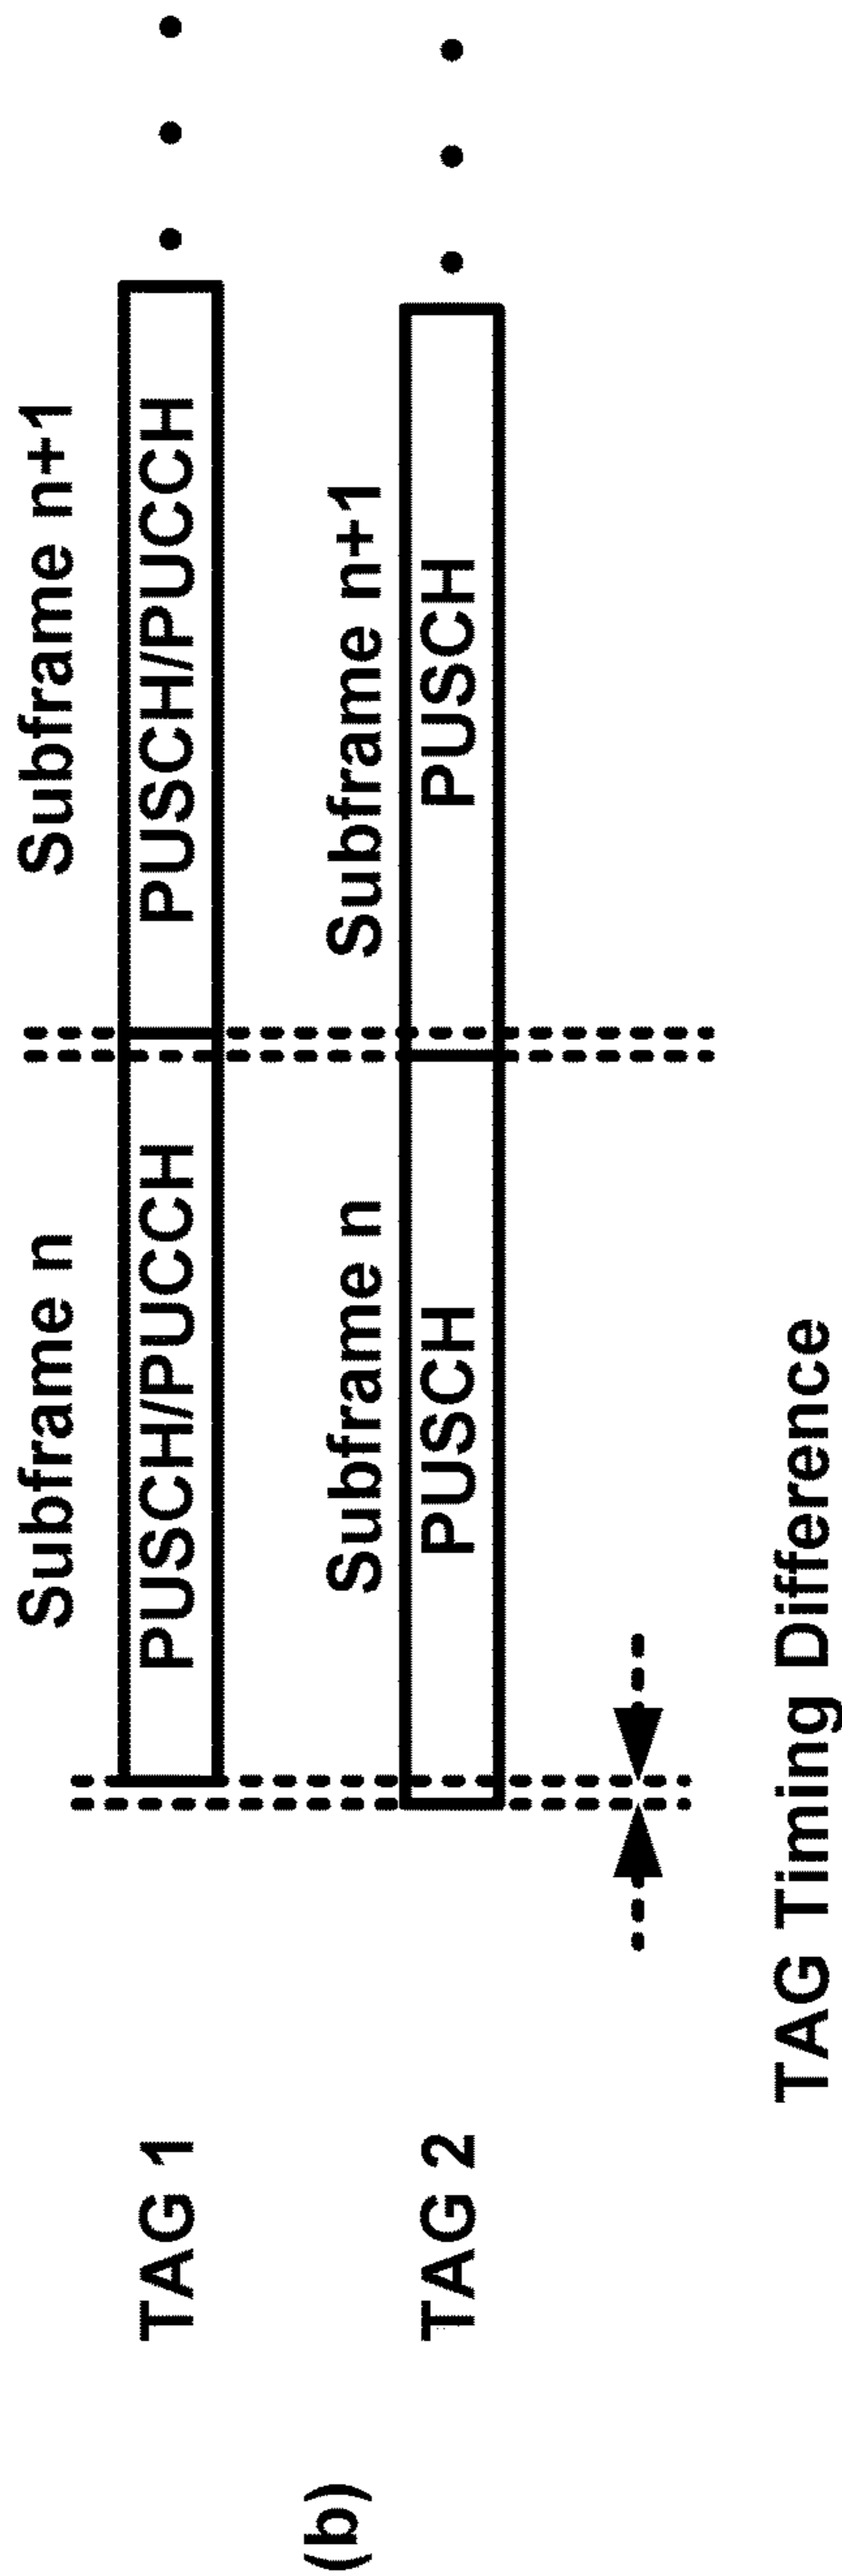 (b)
Subframe n
Subframe n+1
TAG 1
PUSCH/PUCCH
PUSCH/PUCCH
Subframe n
Subframe n+1
TAG 2
PUSCH
PUSCH
TAG Timing Difference